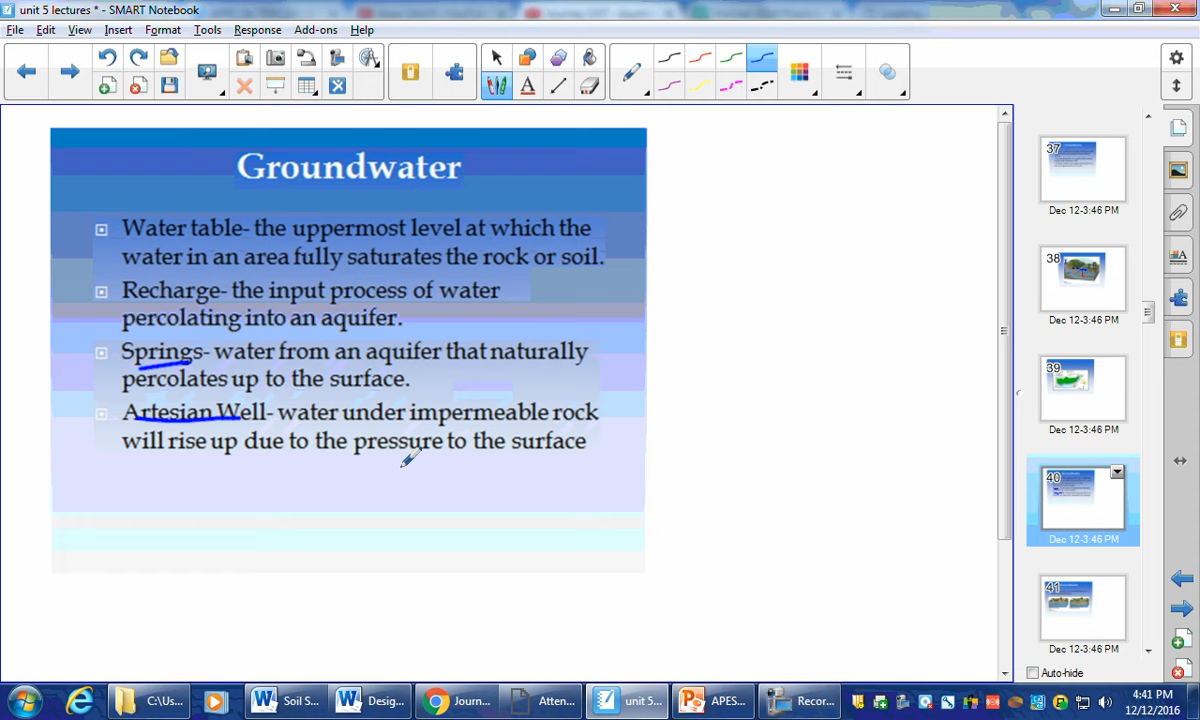 unit 5 lectures * - SMART Notebook
File Edit View Insert Format Tools Response Add-ons Help
Groundwater
Water table- the uppermost level at which the
water in an area fully saturates the rock or soil.
Recharge- the input process of water
percolating into an aquifer.
Springs- water from an aquifer that naturally
percolates up to the surface.
Artesian Well- water under impermeable rock
will rise up due to the pressure to the surface
37
Dec 12-3:46 PM
38
Dec 12-3:46 PM
39
Dec 12-3:46 PM
40
Dec 12-3:46 PM
41
Dec 12-3:46 PM
Auto-hide
C:\Us... Soil S... Desig... Journ... Atten... unit 5... APES... Recor...
4:41 PM
12/12/2016